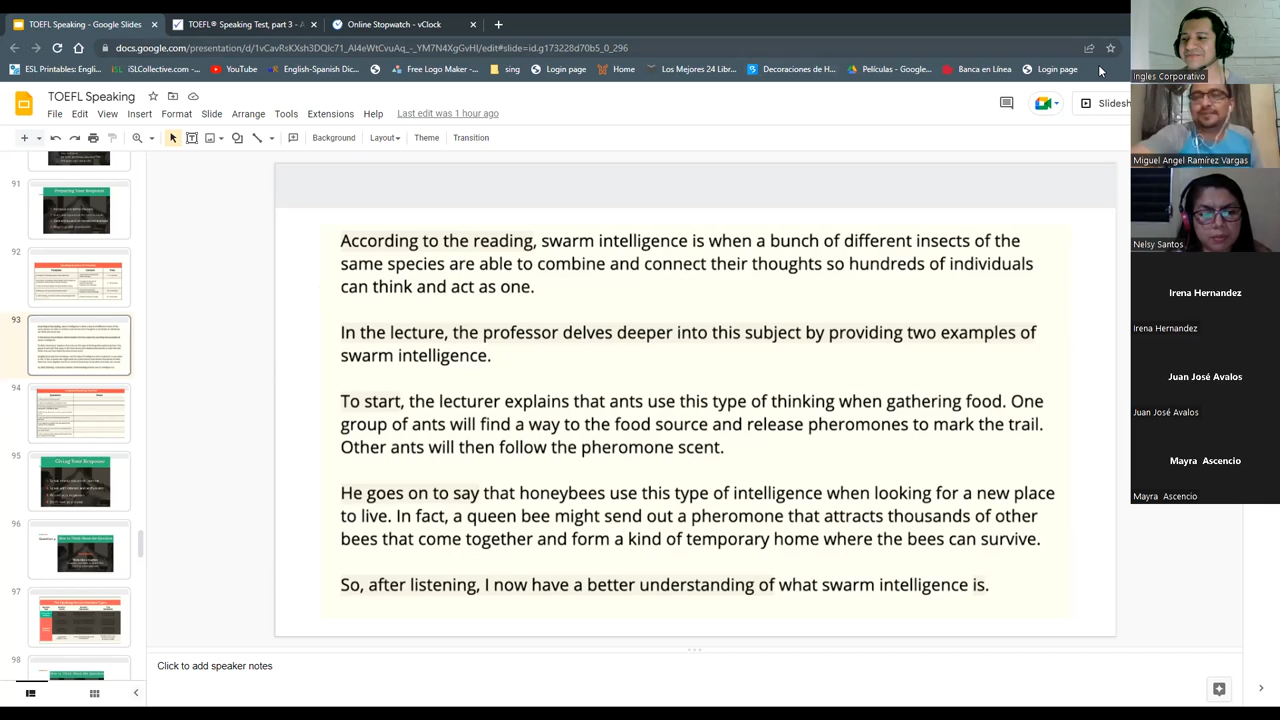 TOEFL Speaking - Google Slides
TOEFL® Speaking Test, part 3 -
Online Stopwatch - vClock
docs.google.com/presentation/d/1vCavRsKXsh3DQlc71_AI4eWtCvuAq_-_YM7N4XgGvHI/edit#slide=id.g173228d70b5_0_296
ESL Printables: Engli...
iSLCollective.com -...
YouTube
English-Spanish Dic...
Free Logo Maker -...
Login page
Home
Los Mejores 24 Libr...
Decoraciones de H...
Películas - Google...
Banca en Línea
Login page
TOEFL Speaking
File Edit View Insert Format Slide Arrange Tools Extensions Help Last edit was 1 hour ago
Slidesh
Background Layout Theme Transition
91
Preparing Your Response
92
93
94
95
Giving Your Response
96
97
98
According to the reading, swarm intelligence is when a bunch of different insects of the
same species are able to combine and connect their thoughts so hundreds of individuals
can think and act as one.
In the lecture, the professor delves deeper into this subject by providing two examples of
swarm intelligence.
To start, the lecturer explains that ants use this type of thinking when gathering food. One
group of ants will find a way to the food source and release pheromones to mark the trail.
Other ants will then follow the pheromone scent.
He goes on to say that honeybees use this type of intelligence when looking for a new place
to live. In fact, a queen bee might send out a pheromone that attracts thousands of other
bees that come together and form a kind of temporary home where the bees can survive.
So, after listening, I now have a better understanding of what swarm intelligence is.
Click to add speaker notes
Ingles Corporativo
Miguel Angel Ramírez Vargas
Nelsy Santos
Irena Hernandez
Irena Hernandez
Juan José Avalos
Juan José Avalos
Mayra Ascencio
Mayra Ascencio